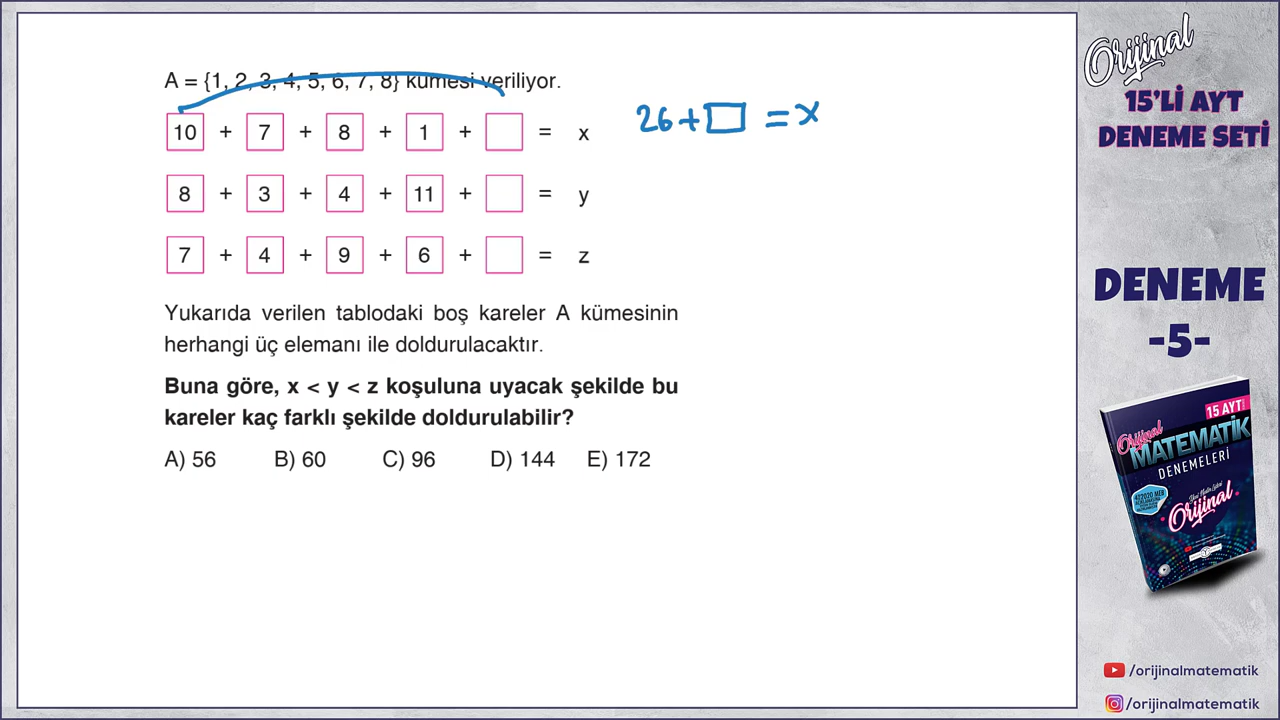 A = {1, 2, 3, 4, 5, 6, 7, 8} kümesi veriliyor.
10 + 7 + 8 + 1 + = x
26 + □ = x
8 + 3 + 4 + 11 + = y
7 + 4 + 9 + 6 + = z
Yukarıda verilen tablodaki boş kareler A kümesinin
herhangi üç elemanı ile doldurulacaktır.
Buna göre, x < y < z koşuluna uyacak şekilde bu
kareler kaç farklı şekilde doldurulabilir?
A) 56 B) 60 C) 96 D) 144 E) 172
Orijinal
15'Lİ AYT
DENEME SETİ
DENEME
-5-
15 AYT
Orijinal
MATEMATİK
DENEMELERİ
Orijinal
/orijinalmatematik
/orijinalmatematik